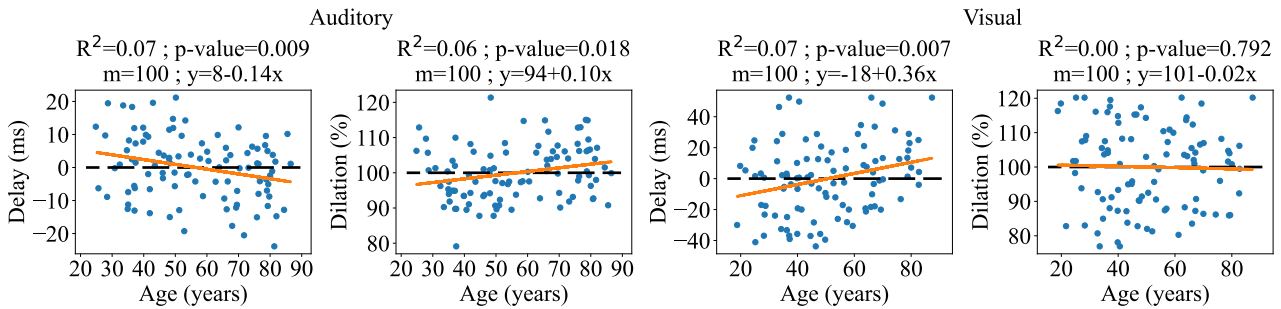 Auditory
Visual
R²=0.07 ; p-value=0.009
m=100 ; y=8-0.14x
20
10
0
−10
−20
Delay (ms)
20 30 40 50 60 70 80 90
Age (years)
R²=0.06 ; p-value=0.018
m=100 ; y=94+0.10x
120
110
100
90
80
Dilation (%)
20 30 40 50 60 70 80 90
Age (years)
R²=0.07 ; p-value=0.007
m=100 ; y=-18+0.36x
40
20
0
−20
−40
Delay (ms)
20 40 60 80
Age (years)
R²=0.00 ; p-value=0.792
m=100 ; y=101-0.02x
120
110
100
90
80
Dilation (%)
20 40 60 80
Age (years)